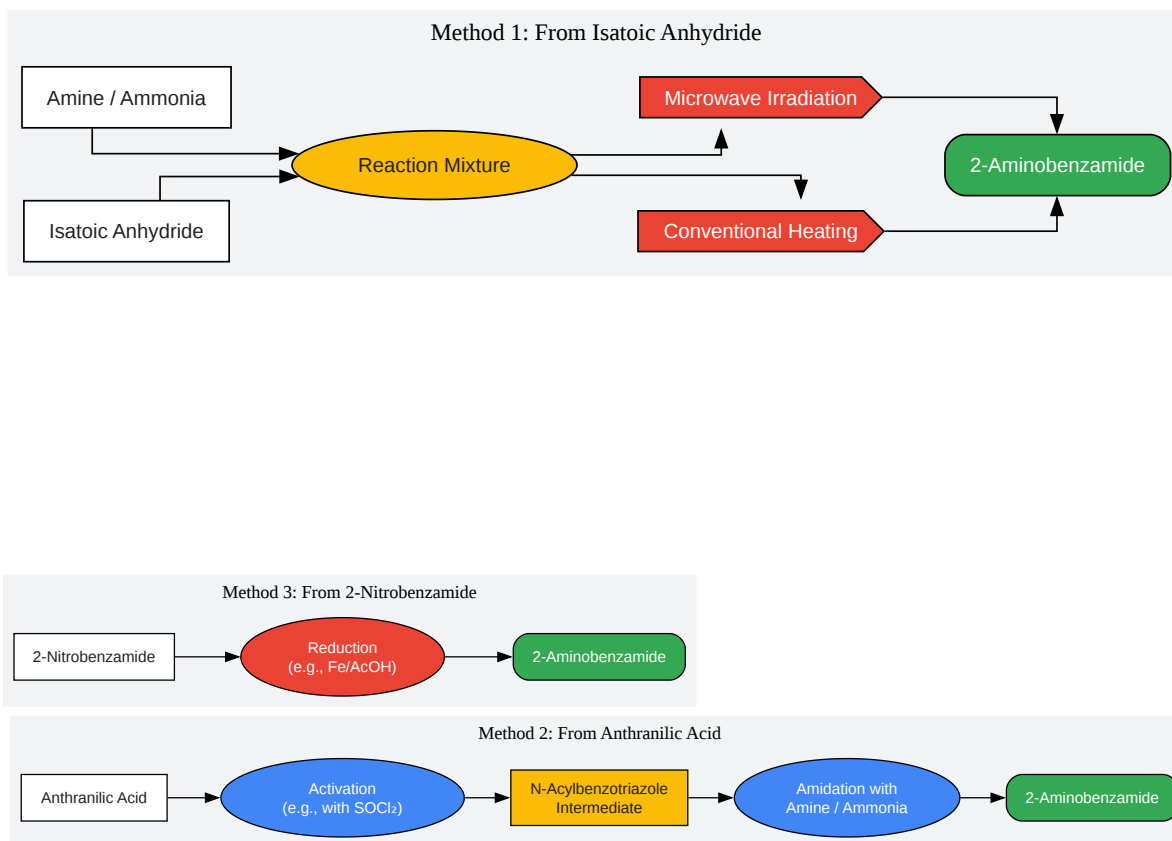 Method 1: From Isatoic Anhydride
Amine / Ammonia
Isatoic Anhydride
Reaction Mixture
Microwave Irradiation
Conventional Heating
2-Aminobenzamide
Method 3: From 2-Nitrobenzamide
2-Nitrobenzamide
Reduction
(e.g., Fe/AcOH)
2-Aminobenzamide
Method 2: From Anthranilic Acid
Anthranilic Acid
Activation
(e.g., with SOCl₂)
N-Acylbenzotriazole
Intermediate
Amidation with
Amine / Ammonia
2-Aminobenzamide